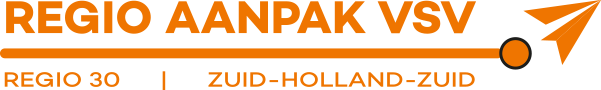 REGIO AANPAK VSV
REGIO 30 | ZUID-HOLLAND-ZUID